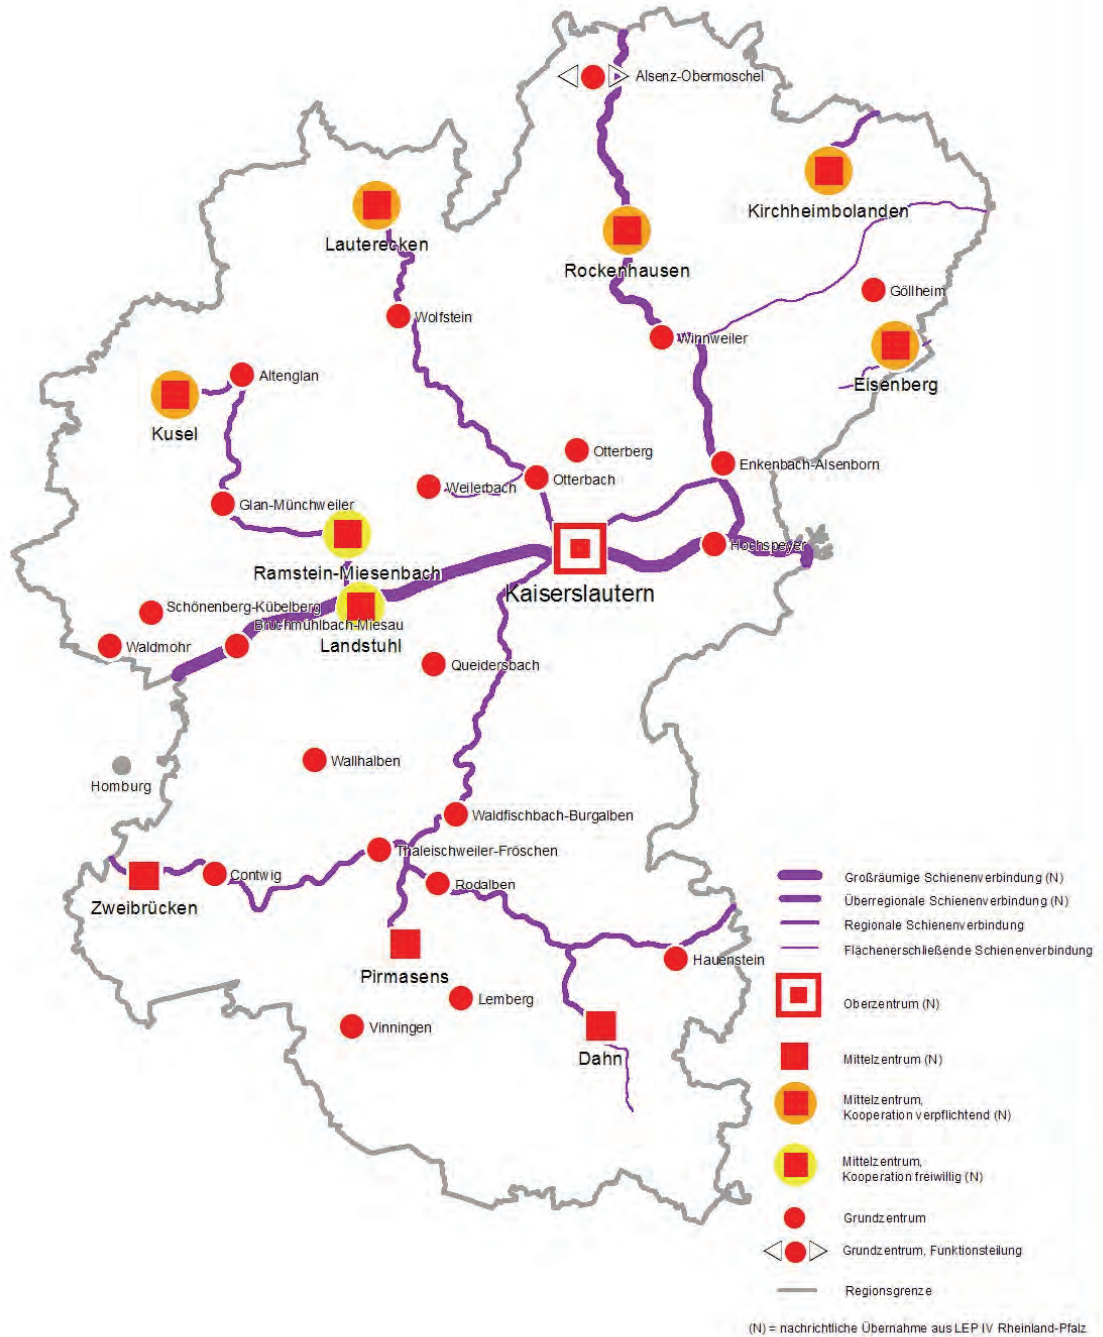 Alsenz-Obermoschel
Kirchheimbolanden
Lauterecken
Rockenhausen
Göllheim
Wolfstein
Winnweiler
Altenglan
Eisenberg
Kusel
Otterberg
Enkenbach-Alsenborn
Otterbach
Weilerbach
Glan-Münchweiler
Hochspeyer
Ramstein-Miesenbach
Kaiserslautern
Schönenberg-Kübelberg
Bruchmühlbach-Miesau
Waldmohr
Landstuhl
Queidersbach
Wallhalben
Homburg
Waldfischbach-Burgalben
Thaleischweiler-Fröschen
Contwig
Rodalben
Zweibrücken
Hauenstein
Pirmasens
Lemberg
Vinningen
Dahn
Großräumige Schienenverbindung (N)
Überregionale Schienenverbindung (N)
Regionale Schienenverbindung
Flächenerschließende Schienenverbindung
Oberzentrum (N)
Mittelzentrum (N)
Mittelzentrum,
Kooperation verpflichtend (N)
Mittelzentrum,
Kooperation freiwillig (N)
Grundzentrum
Grundzentrum, Funktionsteilung
Regionsgrenze
(N) = nachrichtliche Übernahme aus LEP IV Rheinland-Pfalz